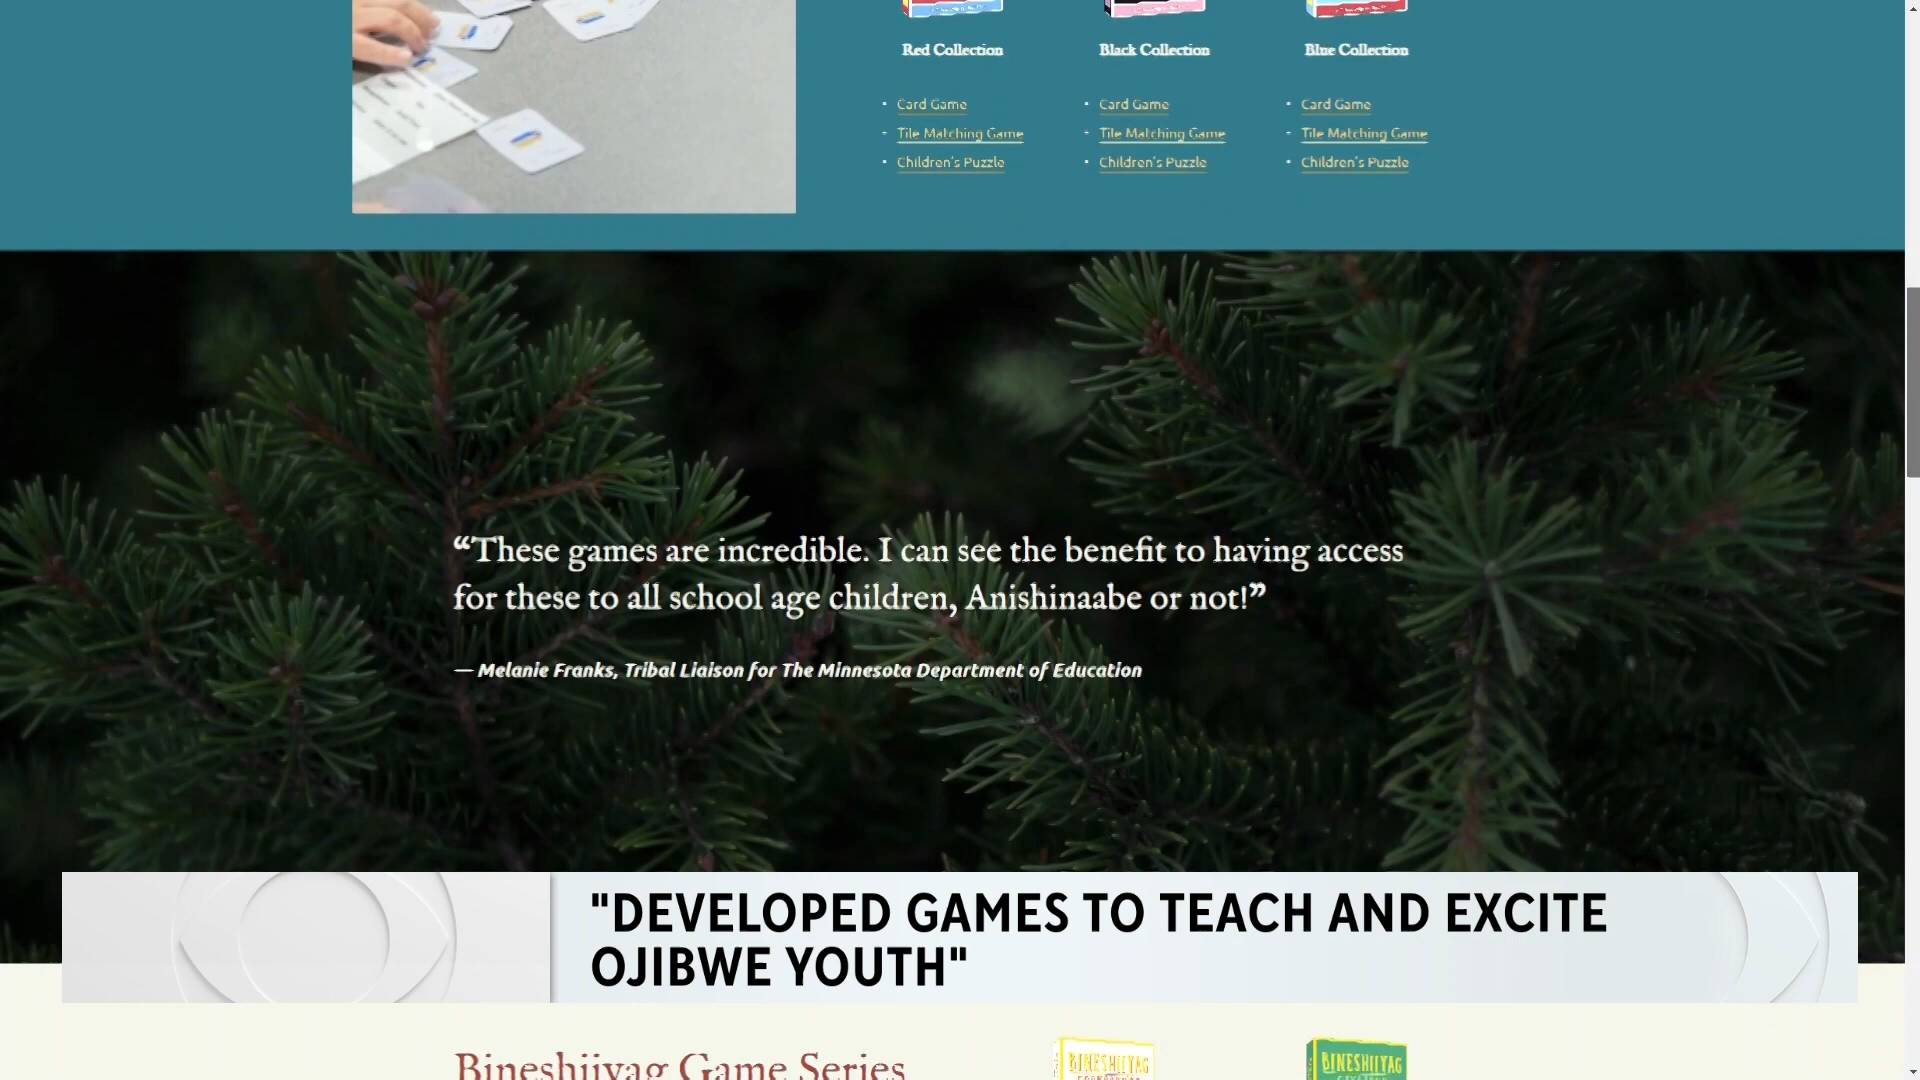 Red Collection
Black Collection
Blue Collection
Card Game
Card Game
Card Game
Tile Matching Game
Tile Matching Game
Tile Matching Game
Children's Puzzle
Children's Puzzle
Children's Puzzle
“These games are incredible. I can see the benefit to having access
for these to all school age children, Anishinaabe or not!”
— Melanie Franks, Tribal Liaison for The Minnesota Department of Education
"DEVELOPED GAMES TO TEACH AND EXCITE
OJIBWE YOUTH"
Bineshiiyag Game Series
BINESHIIYAG
BINESHIIYAG